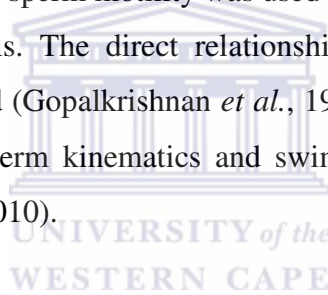 sperm motility was used
ns. The direct relationshi
d (Gopalkrishnan et al., 19
erm kinematics and swin
010).
UNIVERSITY of the
WESTERN CAPE